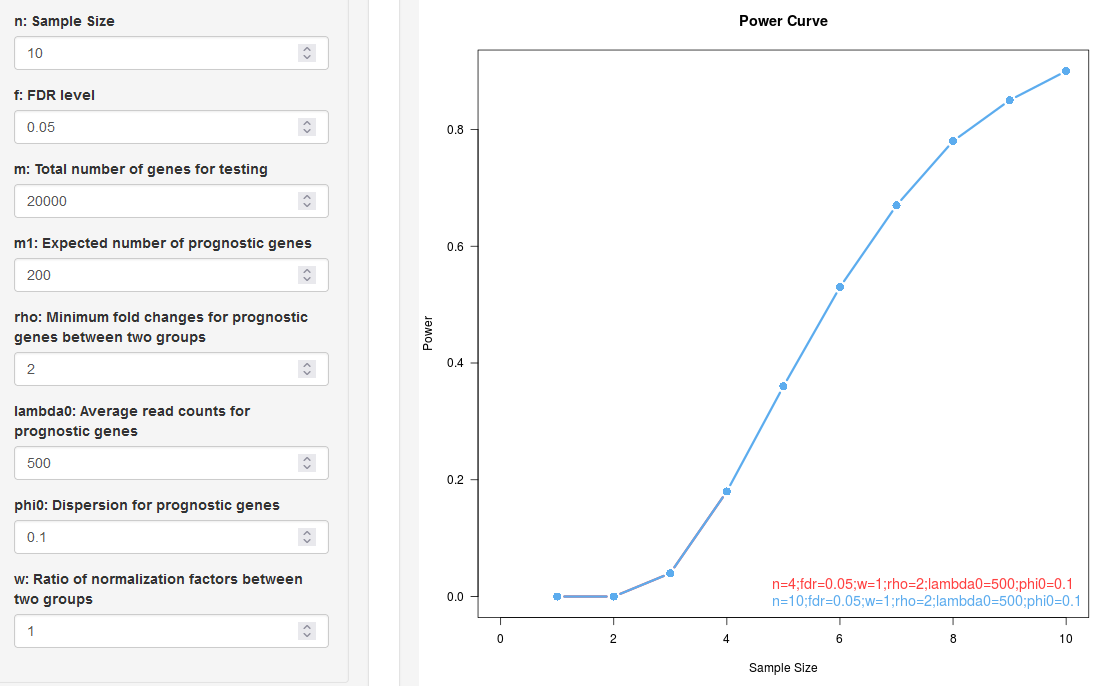 n: Sample Size
10
f: FDR level
0.05
m: Total number of genes for testing
20000
m1: Expected number of prognostic genes
200
rho: Minimum fold changes for prognostic
genes between two groups
2
lambda0: Average read counts for
prognostic genes
500
phi0: Dispersion for prognostic genes
0.1
w: Ratio of normalization factors between
two groups
1
Power Curve
Power
0.8
0.6
0.4
0.2
0.0
n=4;fdr=0.05;w=1;rho=2;lambda0=500;phi0=0.1
n=10;fdr=0.05;w=1;rho=2;lambda0=500;phi0=0.1
0 2 4 6 8 10
Sample Size